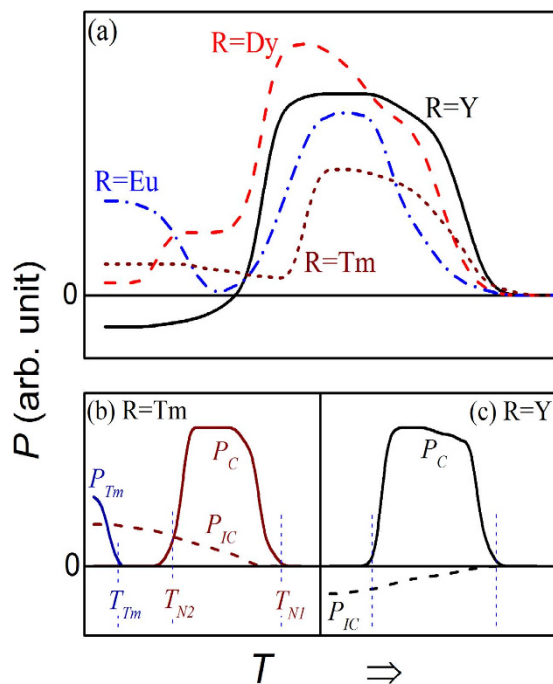 (a)
R=Dy
R=Y
R=Eu
R=Tm
0
P (arb. unit)
(b) R=Tm
(c) R=Y
P_C
P_C
P_Tm
P_IC
0
T_Tm
T_N2
T_N1
P_IC
T ⇒